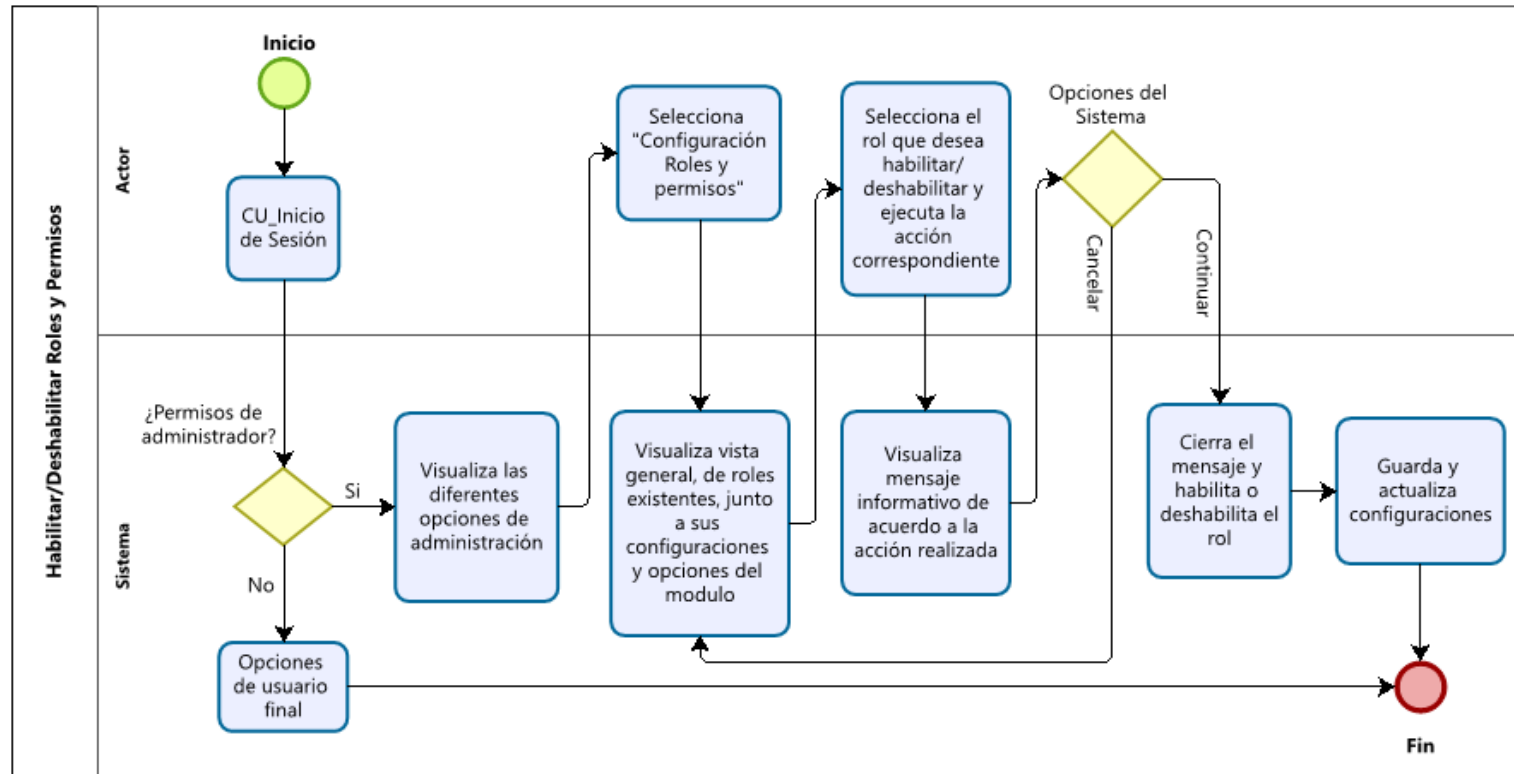 Habilitar/Deshabilitar Roles y Permisos
Actor
Inicio
CU_Inicio
de Sesión
Selecciona
"Configuración
Roles y
permisos"
Selecciona el
rol que desea
habilitar/
deshabilitar y
ejecuta la
acción
correspondiente
Opciones del
Sistema
Cancelar
Continuar
Sistema
¿Permisos de
administrador?
Si
No
Visualiza las
diferentes
opciones de
administración
Visualiza vista
general, de roles
existentes, junto
a sus
configuraciones
y opciones del
modulo
Visualiza
mensaje
informativo de
acuerdo a la
acción realizada
Cierra el
mensaje y
habilita o
deshabilita el
rol
Guarda y
actualiza
configuraciones
Opciones
de usuario
final
Fin